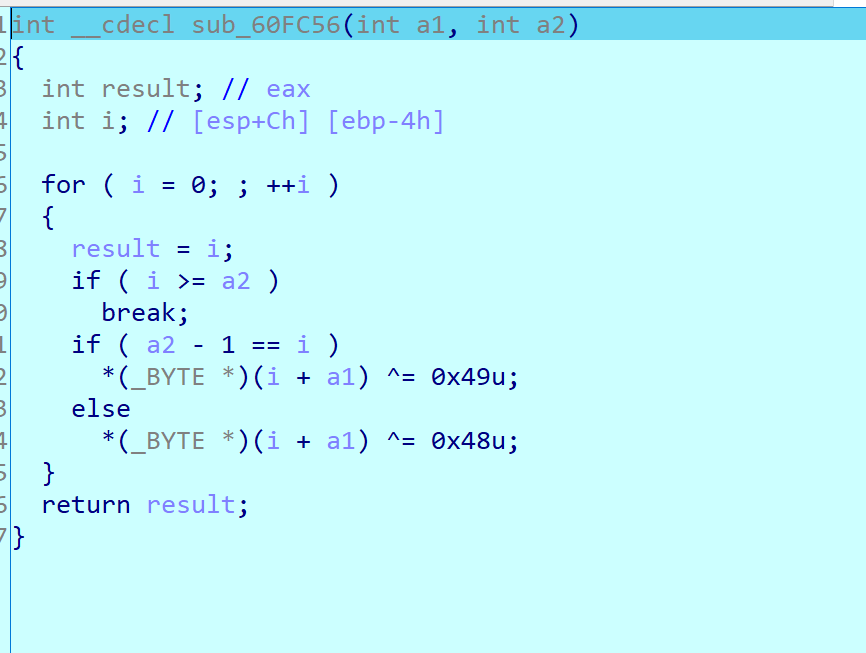 1 int __cdecl sub_60FC56(int a1, int a2)
2 {
3   int result; // eax
4   int i; // [esp+Ch] [ebp-4h]
5
6   for ( i = 0; ; ++i )
7   {
8     result = i;
9     if ( i >= a2 )
0       break;
1     if ( a2 - 1 == i )
2       *(_BYTE *)(i + a1) ^= 0x49u;
3     else
4       *(_BYTE *)(i + a1) ^= 0x48u;
5   }
6   return result;
7 }